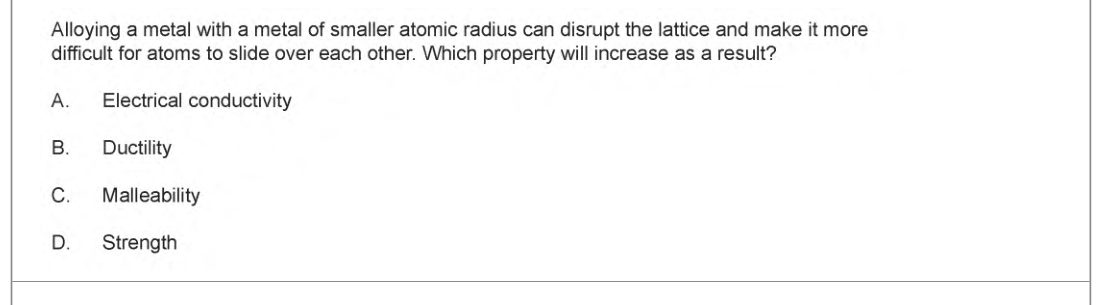 Alloying a metal with a metal of smaller atomic radius can disrupt the lattice and make it more
difficult for atoms to slide over each other. Which property will increase as a result?
A. Electrical conductivity
B. Ductility
C. Malleability
D. Strength